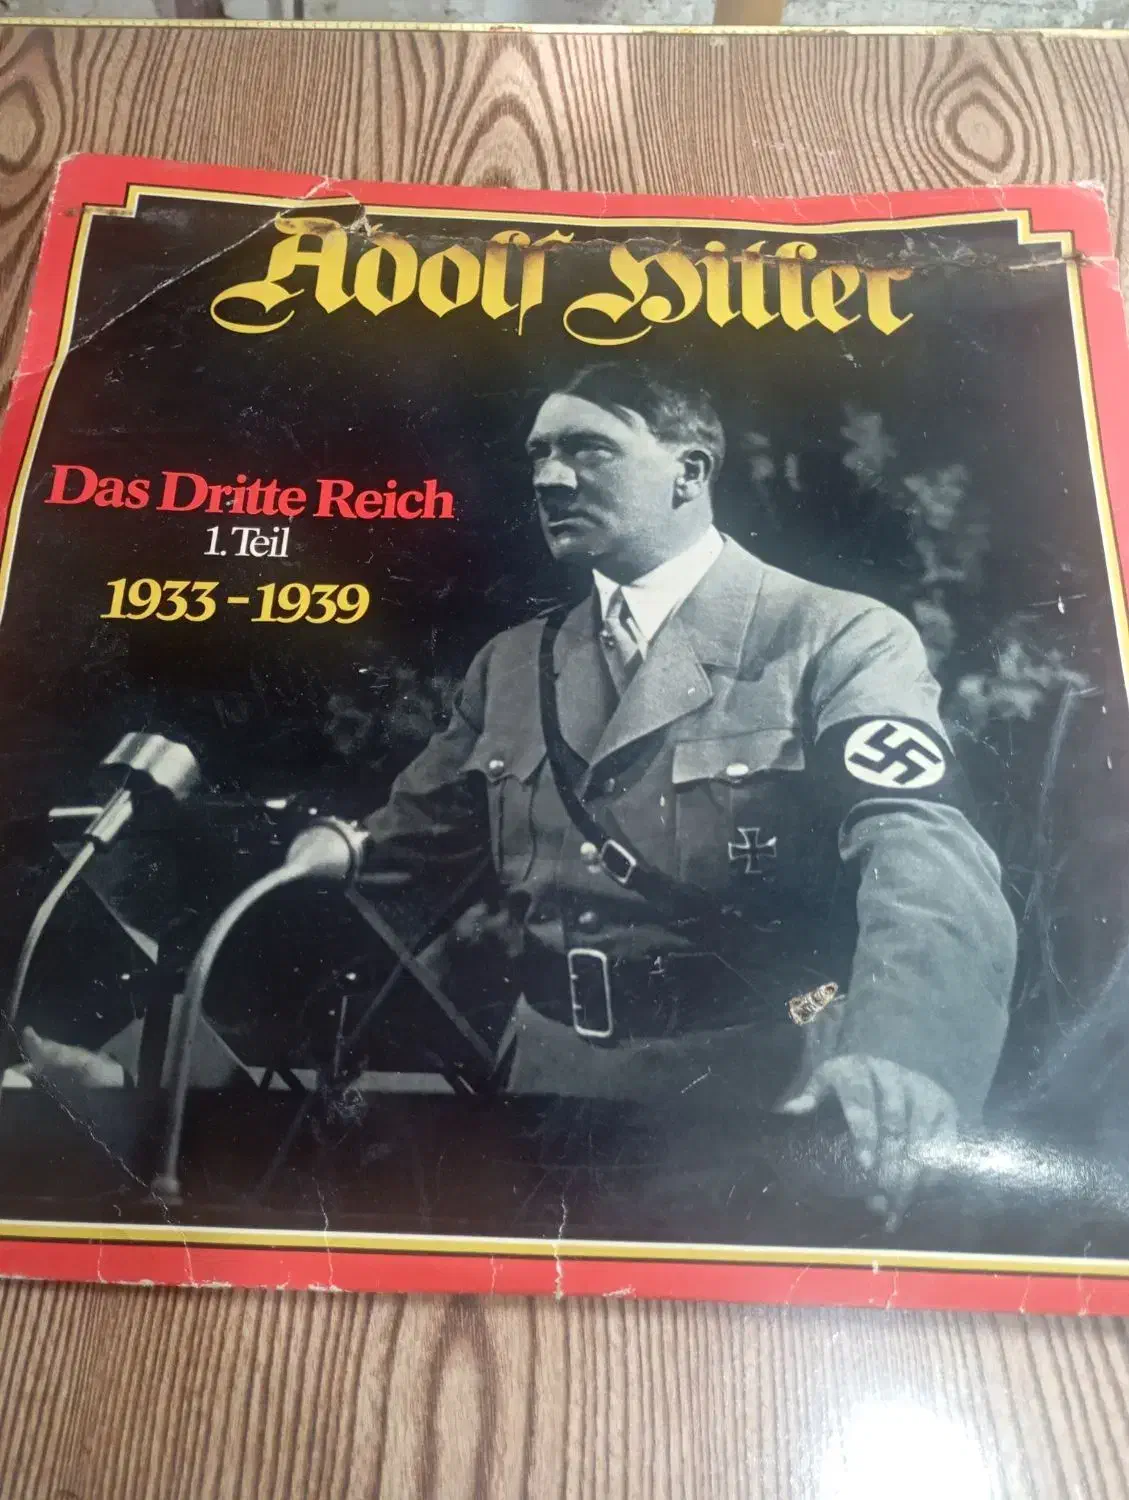 Adolf Hitler
Das Dritte Reich
1. Teil
1933-1939